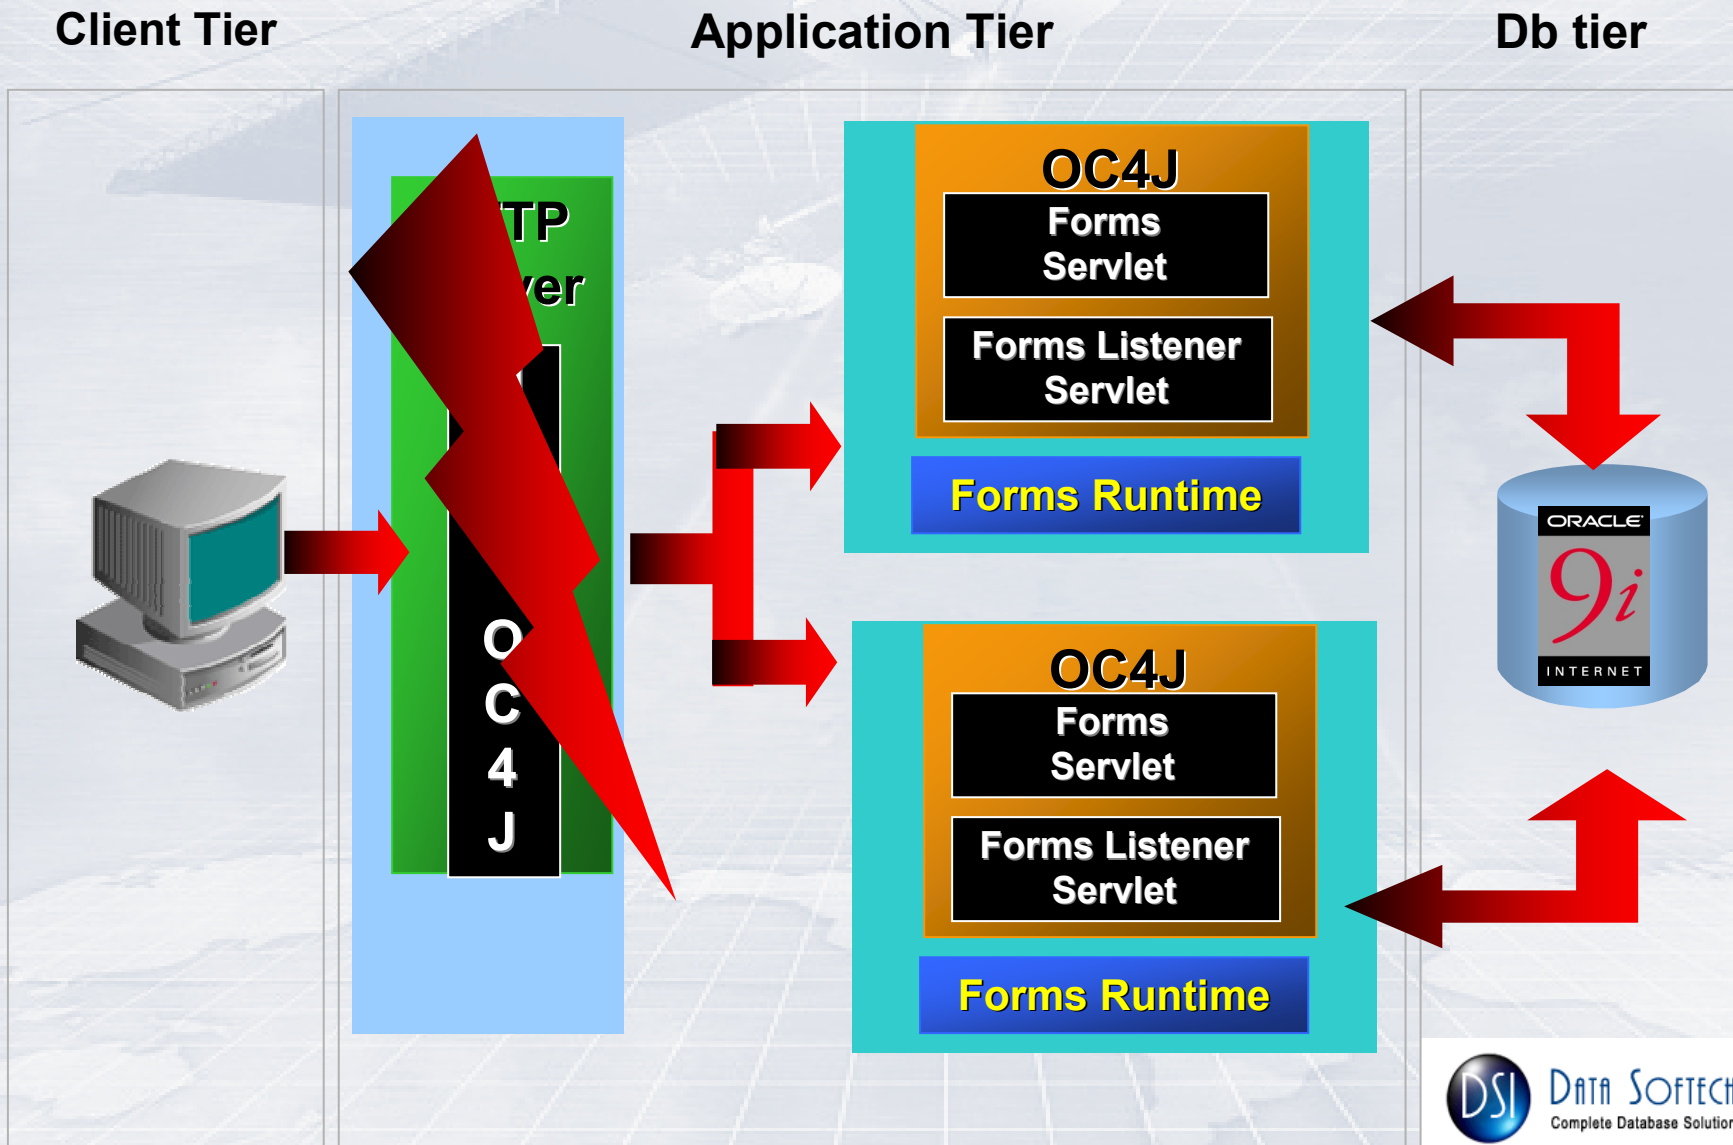 Client Tier
Application Tier
Db tier
TTP
ver
O
C
4
J
OC4J
Forms
Servlet
Forms Listener
Servlet
Forms Runtime
OC4J
Forms
Servlet
Forms Listener
Servlet
Forms Runtime
ORACLE
9i
INTERNET
DSI
DATA SOFTECH
Complete Database Solution